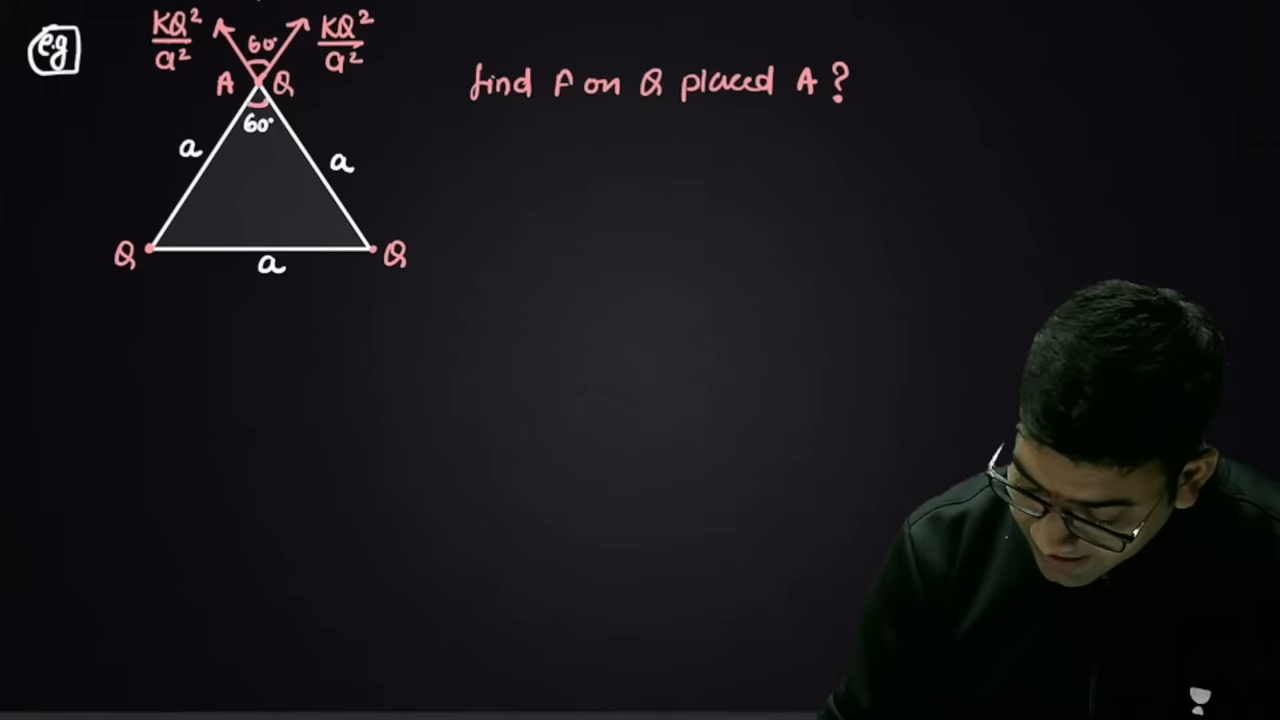 e.g
KQ²/a²
60°
KQ²/a²
A
Q
find F on Q placed A?
60°
a
a
Q
a
Q